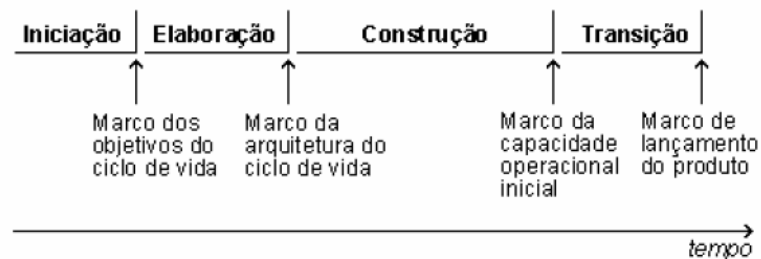 Iniciação Elaboração Construção Transição
Marco dos
objetivos do
ciclo de vida
Marco da
arquitetura do
ciclo de vida
Marco da
capacidade
operacional
inicial
Marco de
lançamento
do produto
tempo